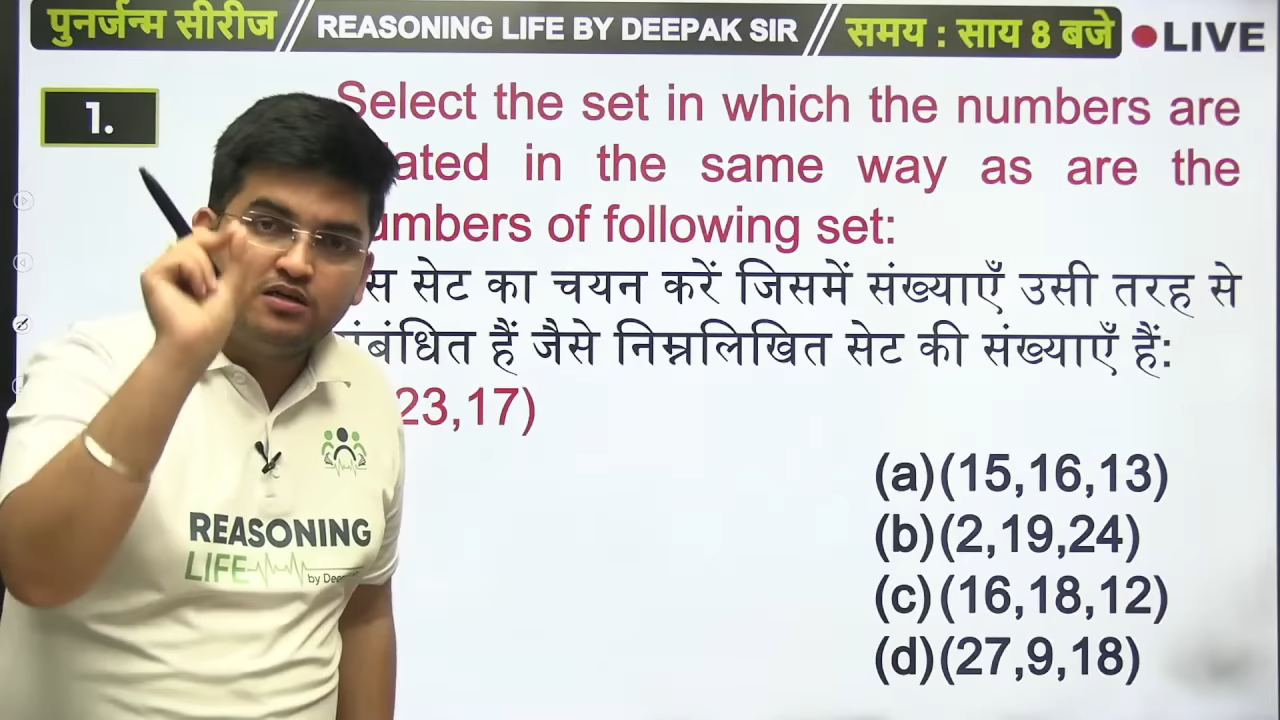 पुनर्जन्म सीरीज // REASONING LIFE BY DEEPAK SIR // समय : साय 8 बजे LIVE
1.
Select the set in which the numbers are
in the same way as are the
of following set:
सेट का चयन करें जिसमें संख्याएँ उसी तरह से
हैं जैसे निम्नलिखित सेट की संख्याएँ हैं:
23,17)
(a)(15,16,13)
(b)(2,19,24)
(c)(16,18,12)
(d)(27,9,18)
REASONING
LIFE
by